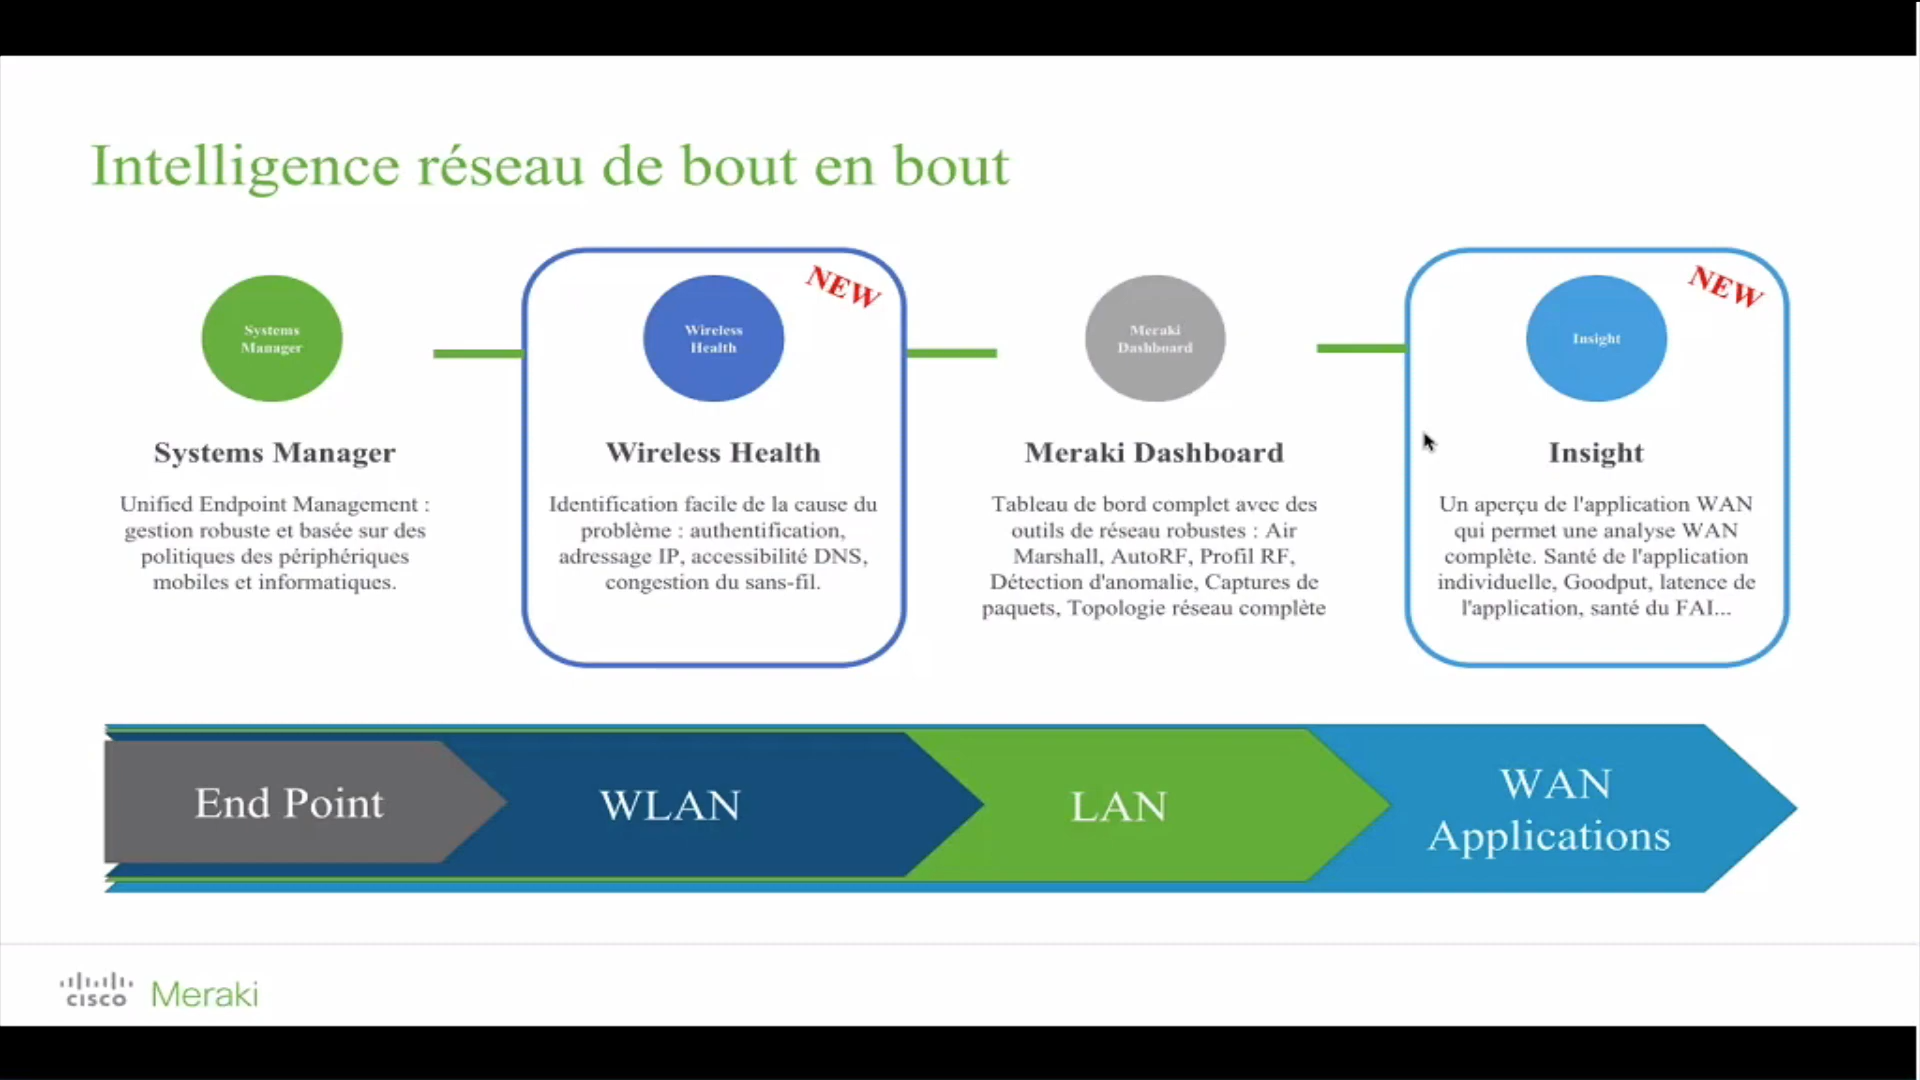 Intelligence réseau de bout en bout
Systems
Manager
Systems Manager
Unified Endpoint Management :
gestion robuste et basée sur des
politiques des périphériques
mobiles et informatiques.
NEW
Wireless
Health
Wireless Health
Identification facile de la cause du
problème : authentification,
adressage IP, accessibilité DNS,
congestion du sans-fil.
Meraki
Dashboard
Meraki Dashboard
Tableau de bord complet avec des
outils de réseau robustes : Air
Marshall, AutoRF, Profil RF,
Détection d'anomalie, Captures de
paquets, Topologie réseau complète
NEW
Insight
Insight
Un aperçu de l'application WAN
qui permet une analyse WAN
complète. Santé de l'application
individuelle, Goodput, latence de
l'application, santé du FAI...
End Point
WLAN
LAN
WAN
Applications
CISCO Meraki